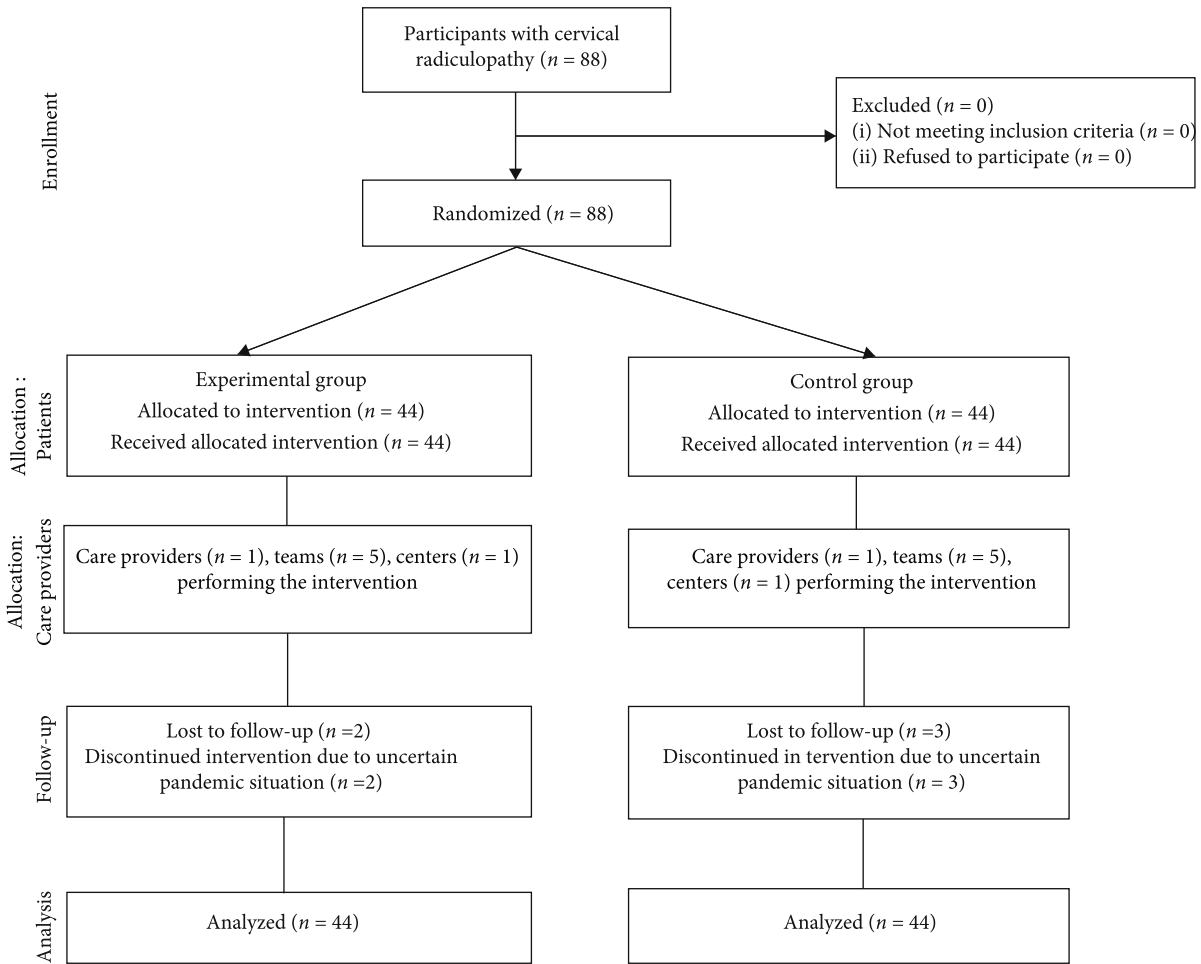 Participants with cervical
radiculopathy (n = 88)
Enrollment
Excluded (n = 0)
(i) Not meeting inclusion criteria (n = 0)
(ii) Refused to participate (n = 0)
Randomized (n = 88)
Allocation :
Patients
Experimental group
Allocated to intervention (n = 44)
Received allocated intervention (n = 44)
Control group
Allocated to intervention (n = 44)
Received allocated intervention (n = 44)
Allocation:
Care providers
Care providers (n = 1), teams (n = 5), centers (n = 1)
performing the intervention
Care providers (n = 1), teams (n = 5),
centers (n = 1) performing the intervention
Follow-up
Lost to follow-up (n =2)
Discontinued intervention due to uncertain
pandemic situation (n =2)
Lost to follow-up (n =3)
Discontinued in tervention due to uncertain
pandemic situation (n = 3)
Analysis
Analyzed (n = 44)
Analyzed (n = 44)